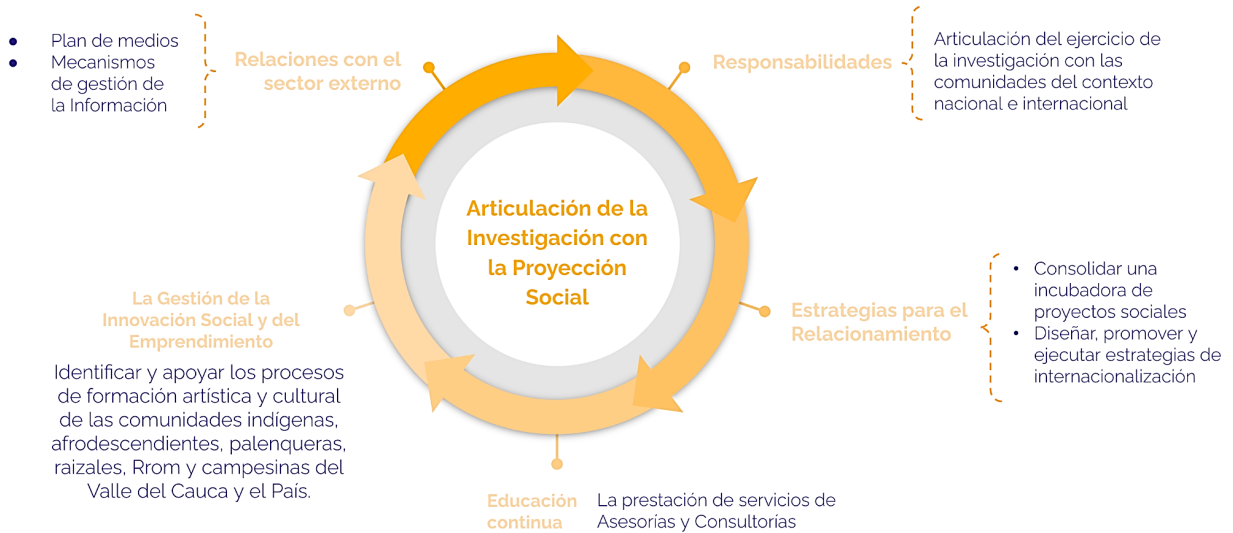 Articulación de la
Investigación con
la Proyección
Social
Relaciones con el
sector externo
● Plan de medios
● Mecanismos
de gestión de
la Información
Responsabilidades
Articulación del ejercicio de
la investigación con las
comunidades del contexto
nacional e internacional
Estrategias para el
Relacionamiento
• Consolidar una
incubadora de
proyectos sociales
• Diseñar, promover y
ejecutar estrategias de
internacionalización
Educación
continua
La prestación de servicios de
Asesorías y Consultorías
La Gestión de la
Innovación Social y del
Emprendimiento
Identificar y apoyar los procesos
de formación artística y cultural
de las comunidades indígenas,
afrodescendientes, palenqueras,
raizales, Rrom y campesinas del
Valle del Cauca y el País.